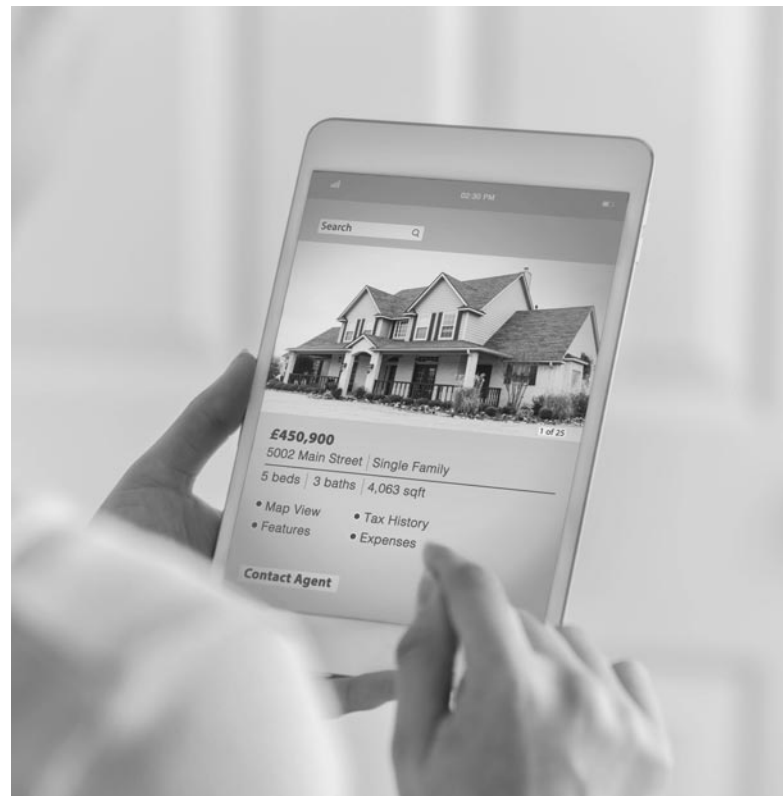 02:30 PM
Search
1 of 25
£450,900
5002 Main Street | Single Family
5 beds | 3 baths | 4,063 sqft
• Map View • Tax History
• Features • Expenses
Contact Agent